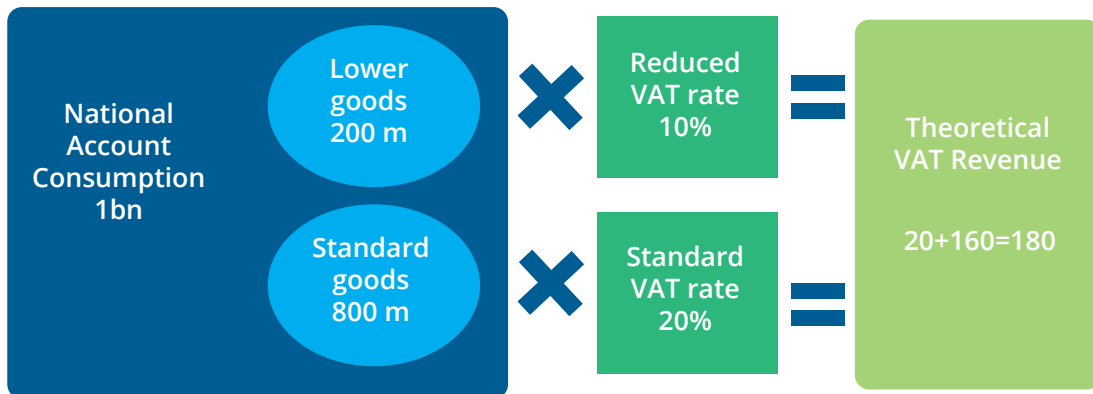 National
Account
Consumption
1bn
Lower
goods
200 m
Reduced
VAT rate
10%
Standard
goods
800 m
Standard
VAT rate
20%
Theoretical
VAT Revenue
20+160=180